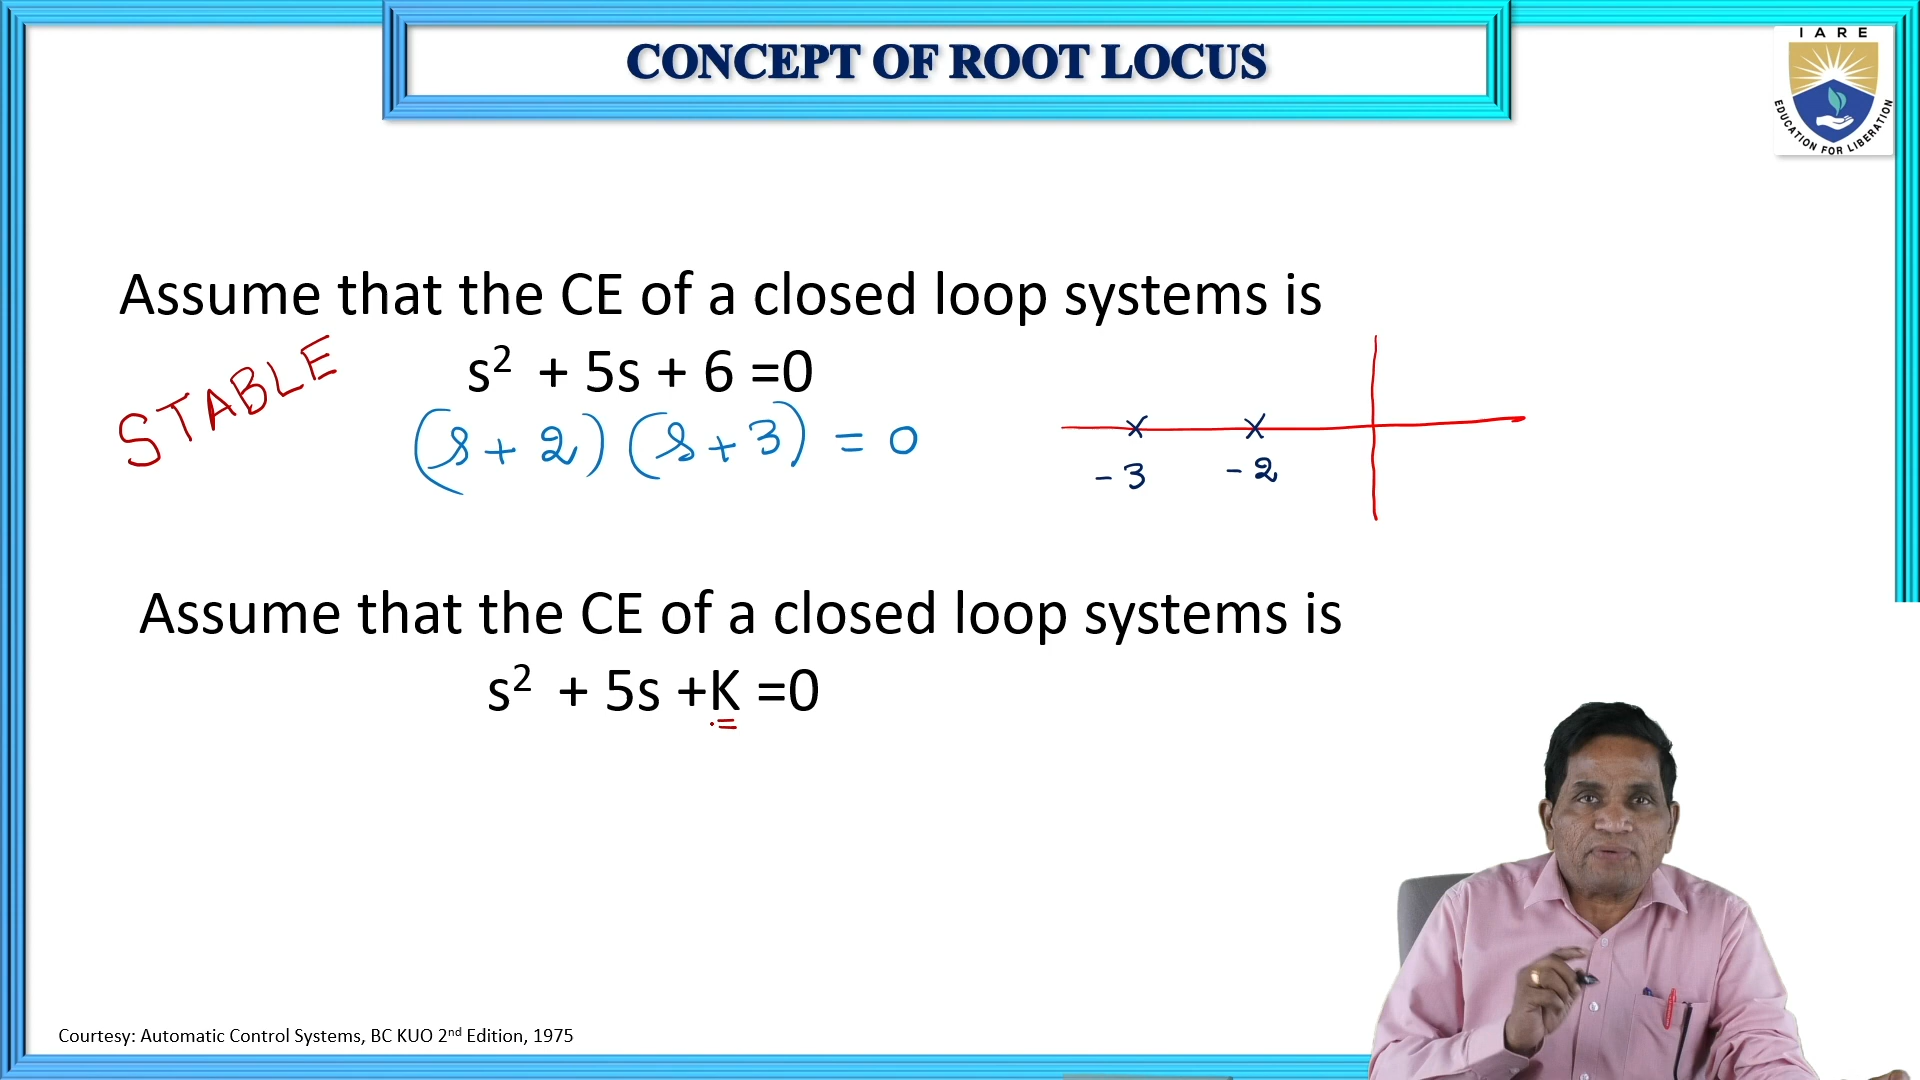 CONCEPT OF ROOT LOCUS
IARE
EDUCATION FOR LIBERATION
Assume that the CE of a closed loop systems is
s² + 5s + 6 =0
STABLE
(s + 2) (s + 3) = 0
-3 -2
Assume that the CE of a closed loop systems is
s² + 5s +K =0
Courtesy: Automatic Control Systems, BC KUO 2nd Edition, 1975